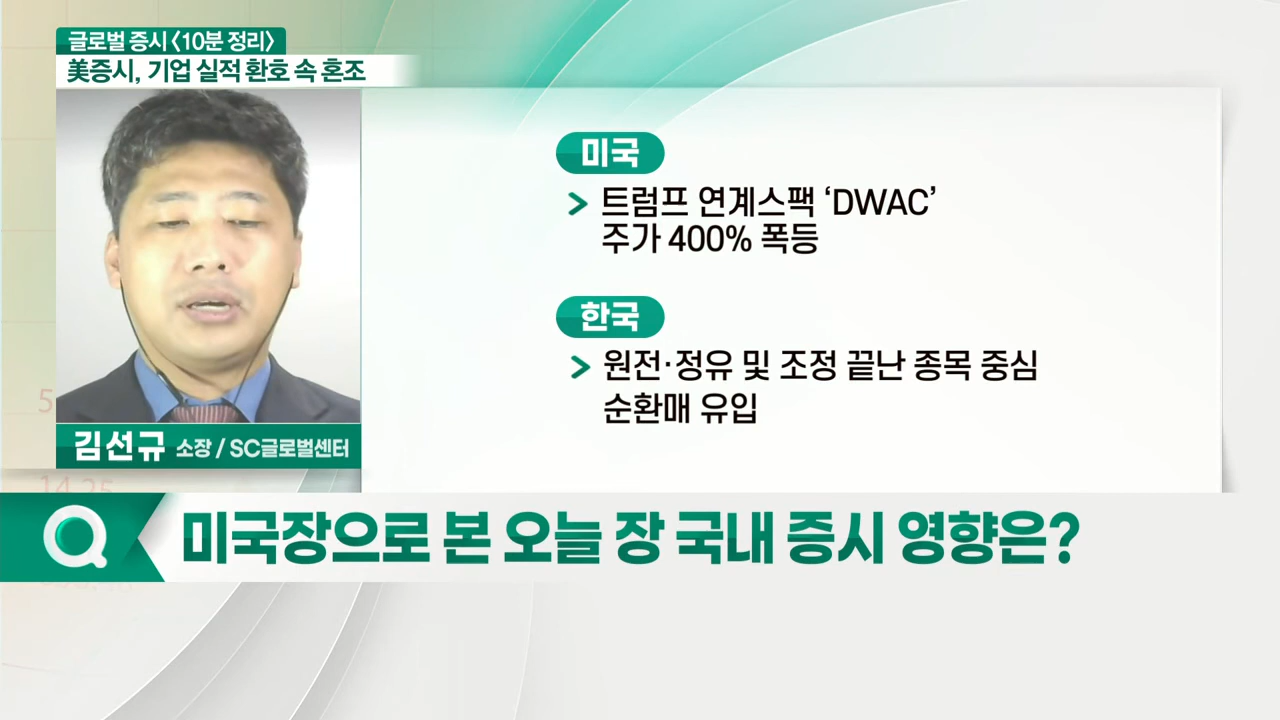 글로벌 증시 <10분 정리>
美증시, 기업 실적 환호 속 혼조
미국
트럼프 연계스팩 ‘DWAC’
주가 400% 폭등
한국
원전·정유 및 조정 끝난 종목 중심
순환매 유입
김선규 소장 / SC글로벌센터
미국장으로 본 오늘 장 국내 증시 영향은?